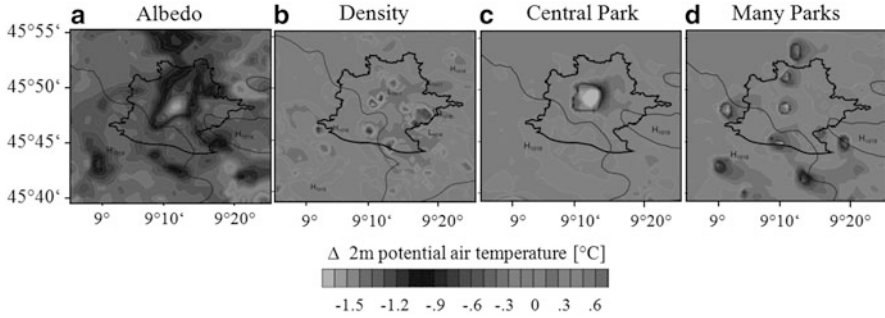 a Albedo b Density c Central Park d Many Parks
45°55‘
45°50‘
45°45‘
45°40‘
9° 9°10‘ 9°20‘ 9° 9°10‘ 9°20‘ 9° 9°10‘ 9°20‘ 9° 9°10‘ 9°20‘
Δ 2m potential air temperature [°C]
-1.5 -1.2 -.9 -.6 -.3 0 .3 .6